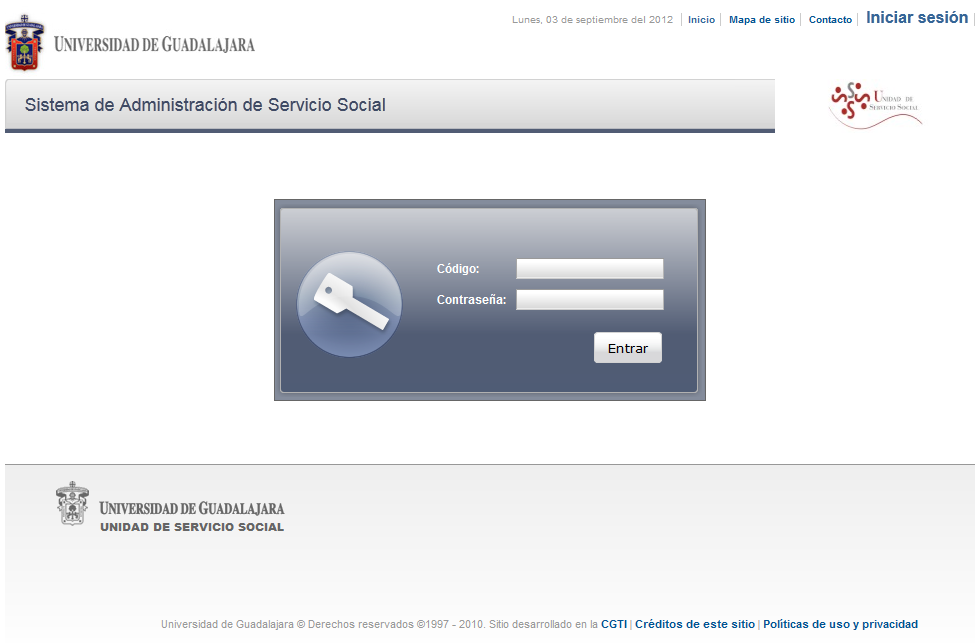 Lunes, 03 de septiembre del 2012 | Inicio | Mapa de sitio | Contacto | Iniciar sesión
UNIVERSIDAD DE GUADALAJARA
Sistema de Administración de Servicio Social
UNIDAD DE
SERVICIO SOCIAL
Código:
Contraseña:
Entrar
UNIVERSIDAD DE GUADALAJARA
UNIDAD DE SERVICIO SOCIAL
Universidad de Guadalajara © Derechos reservados ©1997 - 2010. Sitio desarrollado en la CGTI | Créditos de este sitio | Políticas de uso y privacidad